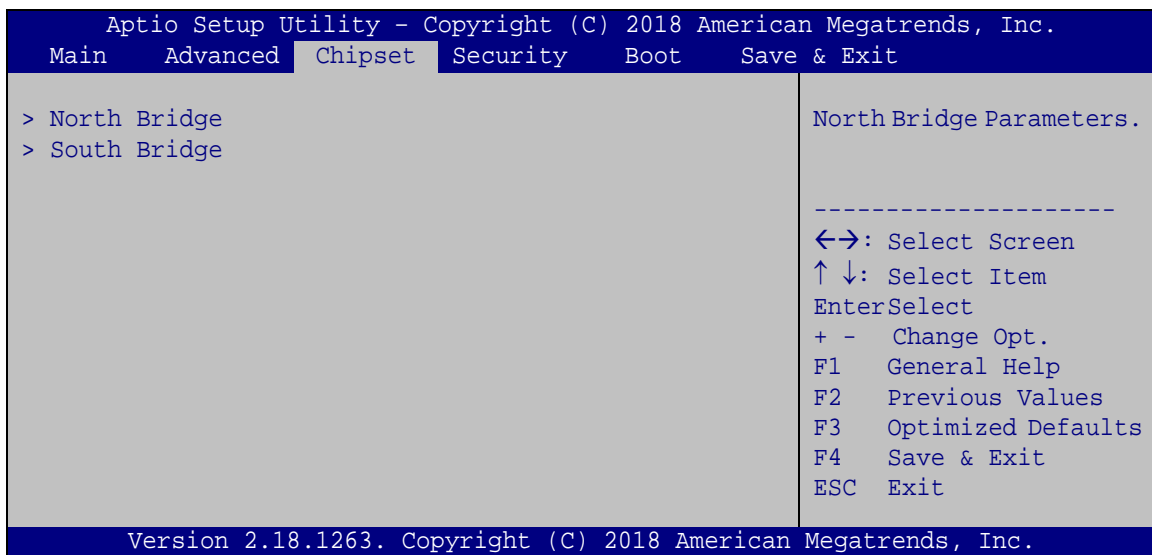 Aptio Setup Utility – Copyright (C) 2018 American Megatrends, Inc.
Main Advanced Chipset Security Boot Save & Exit
> North Bridge
> South Bridge
North Bridge Parameters.
---------------------
←→: Select Screen
↑ ↓: Select Item
EnterSelect
+ - Change Opt.
F1 General Help
F2 Previous Values
F3 Optimized Defaults
F4 Save & Exit
ESC Exit
Version 2.18.1263. Copyright (C) 2018 American Megatrends, Inc.